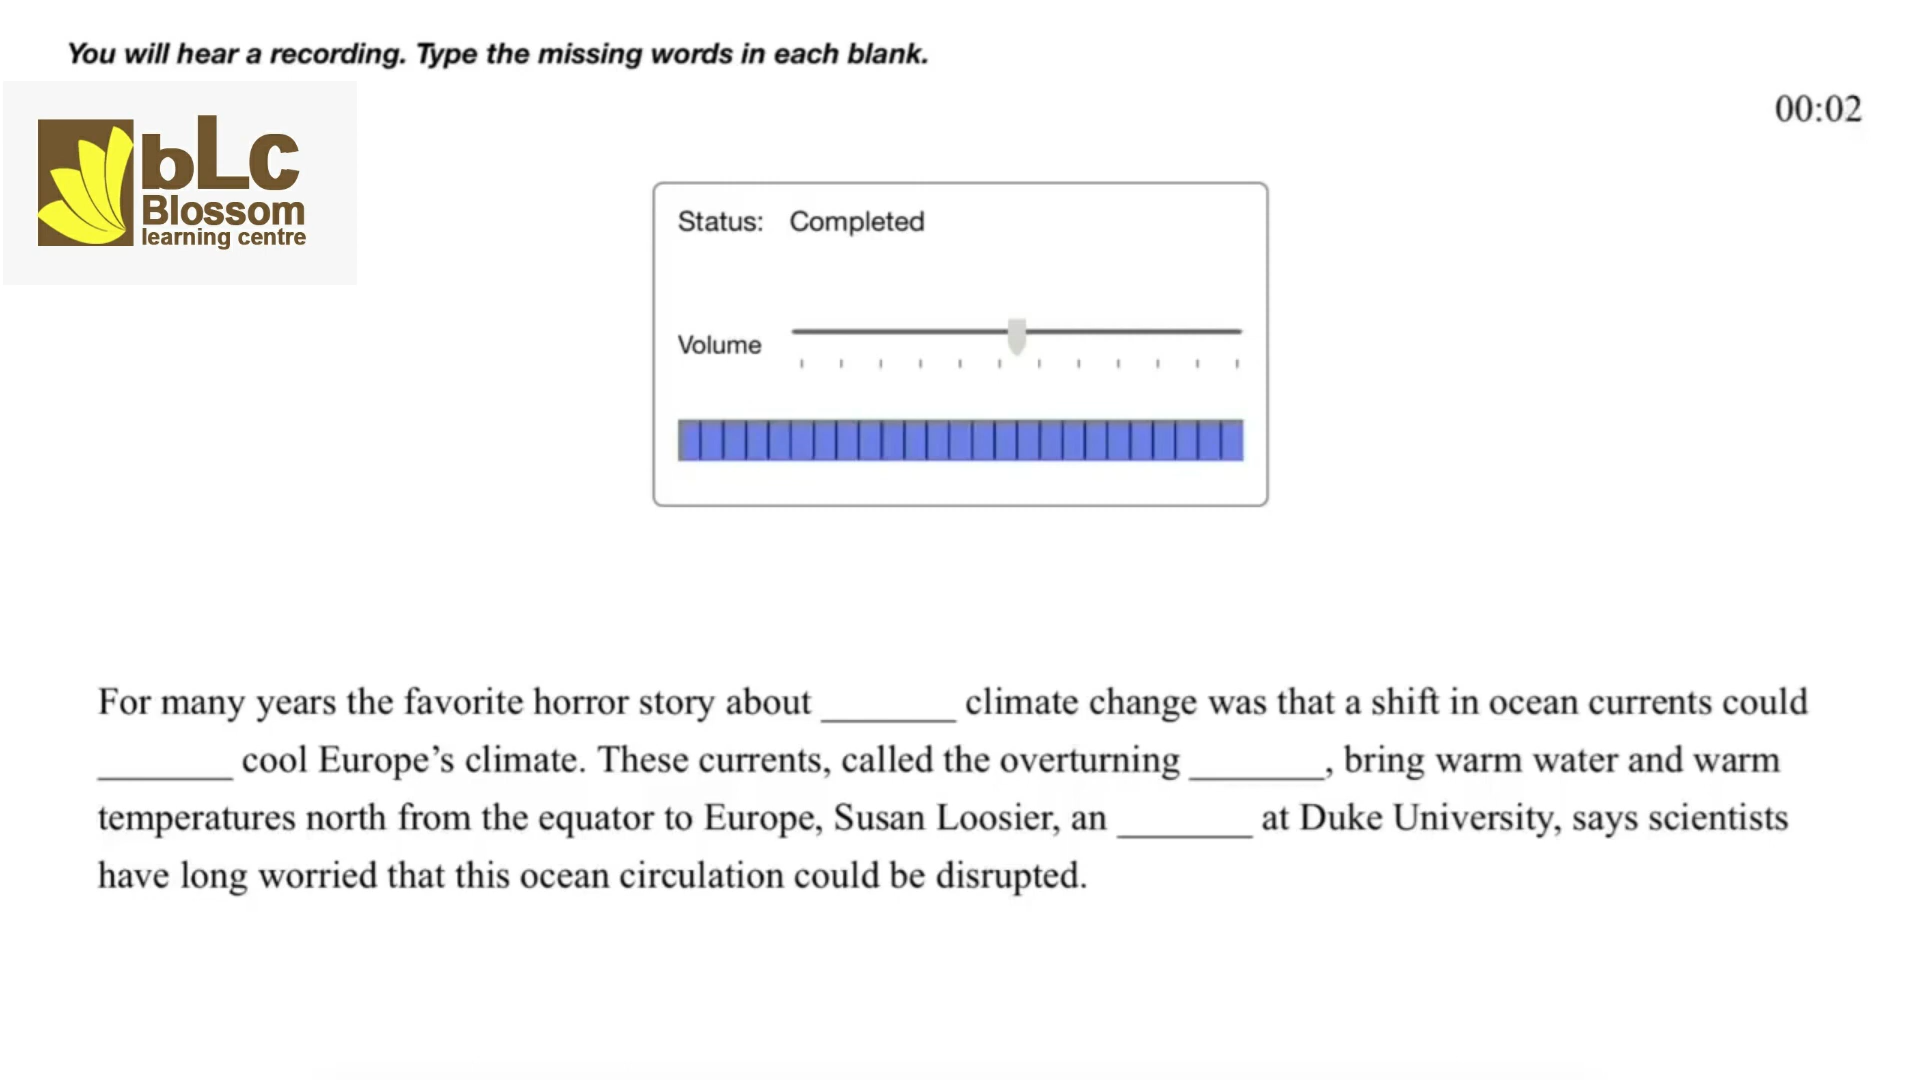 You will hear a recording. Type the missing words in each blank.
00:02
bLc
Blossom
learning centre
Status: Completed
Volume
For many years the favorite horror story about _______ climate change was that a shift in ocean currents could
_______ cool Europe’s climate. These currents, called the overturning _______, bring warm water and warm
temperatures north from the equator to Europe, Susan Loosier, an _______ at Duke University, says scientists
have long worried that this ocean circulation could be disrupted.